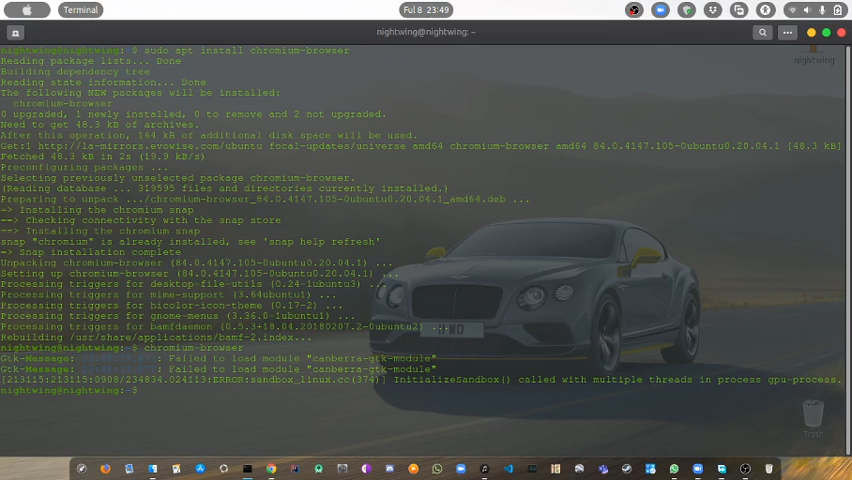 Terminal
Ful 8 23:49
nightwing@nightwing: ~
nightwing@nightwing:~$ sudo apt install chromium-browser
Reading package lists... Done
Building dependency tree
Reading state information... Done
The following NEW packages will be installed:
chromium-browser
0 upgraded, 1 newly installed, 0 to remove and 2 not upgraded.
Need to get 48.3 kB of archives.
After this operation, 164 kB of additional disk space will be used.
Get:1 http://la-mirrors.evowise.com/ubuntu focal-updates/universe amd64 chromium-browser amd64 84.0.4147.105-0ubuntu0.20.04.1 [48.3 kB]
Fetched 48.3 kB in 2s (19.9 kB/s)
Preconfiguring packages ...
Selecting previously unselected package chromium-browser.
(Reading database ... 319595 files and directories currently installed.)
Preparing to unpack .../chromium-browser_84.0.4147.105-0ubuntu0.20.04.1_amd64.deb ...
=> Installing the chromium snap
==> Checking connectivity with the snap store
==> Installing the chromium snap
snap "chromium" is already installed, see 'snap help refresh'
=> Snap installation complete
Unpacking chromium-browser (84.0.4147.105-0ubuntu0.20.04.1) ...
Setting up chromium-browser (84.0.4147.105-0ubuntu0.20.04.1) ...
Processing triggers for desktop-file-utils (0.24-1ubuntu3) ...
Processing triggers for mime-support (3.64ubuntu1) ...
Processing triggers for hicolor-icon-theme (0.17-2) ...
Processing triggers for gnome-menus (3.36.0-1ubuntu1) ...
Processing triggers for bamfdaemon (0.5.3+18.04.20180207.2-0ubuntu2) ...
Rebuilding /usr/share/applications/bamf-2.index...
nightwing@nightwing:~$ chromium-browser
Gtk-Message: : Failed to load module "canberra-gtk-module"
Gtk-Message: : Failed to load module "canberra-gtk-module"
[213115:213115:0908/234834.024113:ERROR:sandbox_linux.cc(374)] InitializeSandbox() called with multiple threads in process gpu-process.
nightwing@nightwing:~$
nightwing
Trash